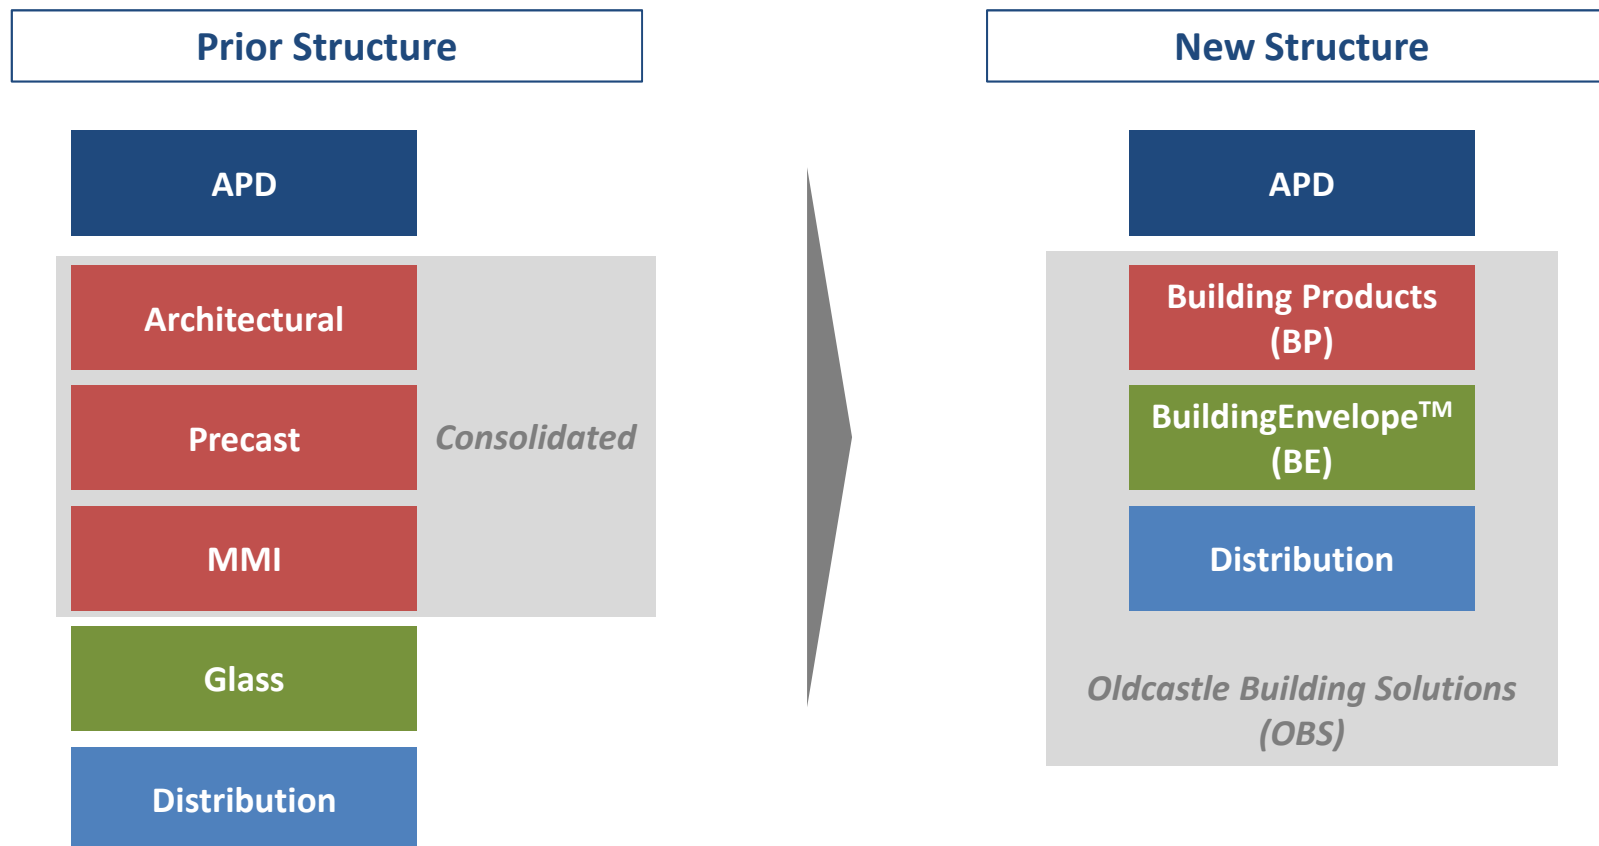 Prior Structure
APD
Architectural
Precast
MMI
Consolidated
Glass
Distribution
New Structure
APD
Building Products
(BP)
BuildingEnvelope™
(BE)
Distribution
Oldcastle Building Solutions
(OBS)